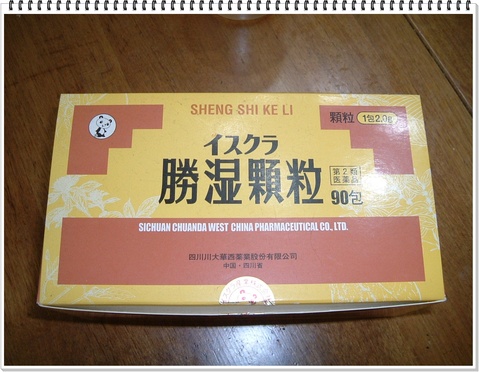 SHENG SHI KE LI
顆粒 1包2.0g
イスクラ
勝湿顆粒
第2類
医薬品
90包
SICHUAN CHUANDA WEST CHINA PHARMACEUTICAL CO., LTD.
四川川大華西薬業股份有限公司
中国・四川省